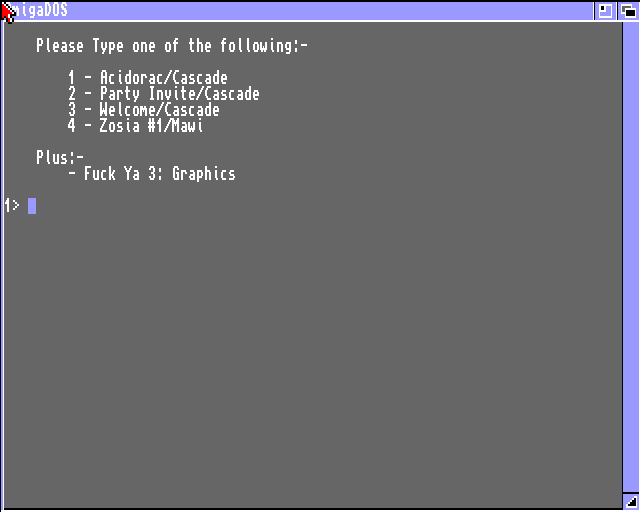 AmigaDOS
Please Type one of the following:-
1 - Acidorac/Cascade
2 - Party Invite/Cascade
3 - Welcome/Cascade
4 - Zosia #1/Mawi
Plus:-
- Fuck Ya 3: Graphics
1>